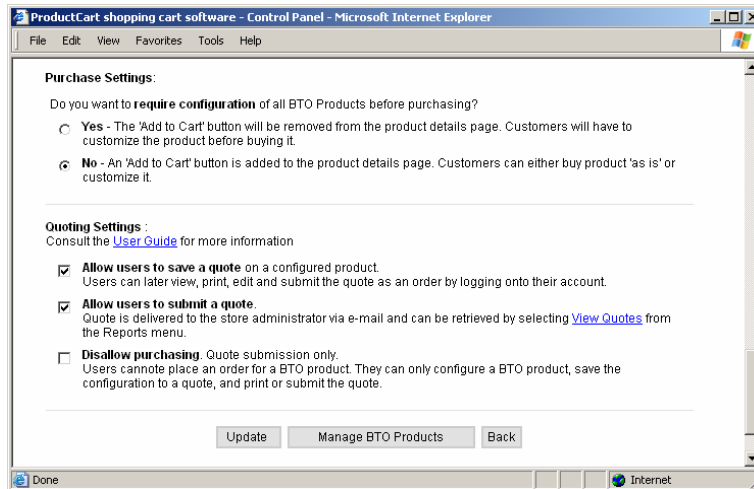 ProductCart shopping cart software - Control Panel - Microsoft Internet Explorer
File Edit View Favorites Tools Help
Purchase Settings:
Do you want to require configuration of all BTO Products before purchasing?
Yes - The 'Add to Cart' button will be removed from the product details page. Customers will have to
customize the product before buying it.
No - An 'Add to Cart' button is added to the product details page. Customers can either buy product 'as is' or
customize it.
Quoting Settings :
Consult the User Guide for more information
Allow users to save a quote on a configured product.
Users can later view, print, edit and submit the quote as an order by logging onto their account.
Allow users to submit a quote.
Quote is delivered to the store administrator via e-mail and can be retrieved by selecting View Quotes from
the Reports menu.
Disallow purchasing. Quote submission only.
Users cannote place an order for a BTO product. They can only configure a BTO product, save the
configuration to a quote, and print or submit the quote.
Update Manage BTO Products Back
Done Internet